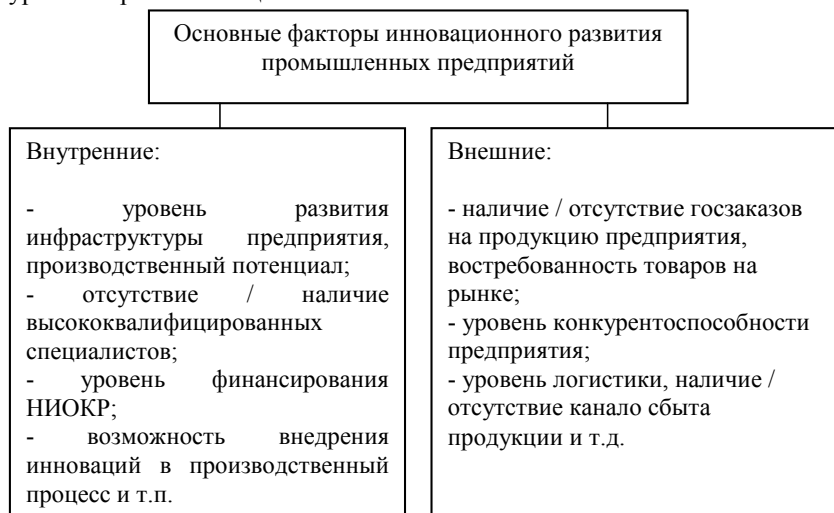 Основные факторы инновационного развития
промышленных предприятий
Внутренние:
- уровень развития
инфраструктуры предприятия,
производственный потенциал;
- отсутствие / наличие
высококвалифицированных
специалистов;
- уровень финансирования
НИОКР;
- возможность внедрения
инноваций в производственный
процесс и т.п.
Внешние:
- наличие / отсутствие госзаказов
на продукцию предприятия,
востребованность товаров на
рынке;
- уровень конкурентоспособности
предприятия;
- уровень логистики, наличие /
отсутствие канало сбыта
продукции и т.д.